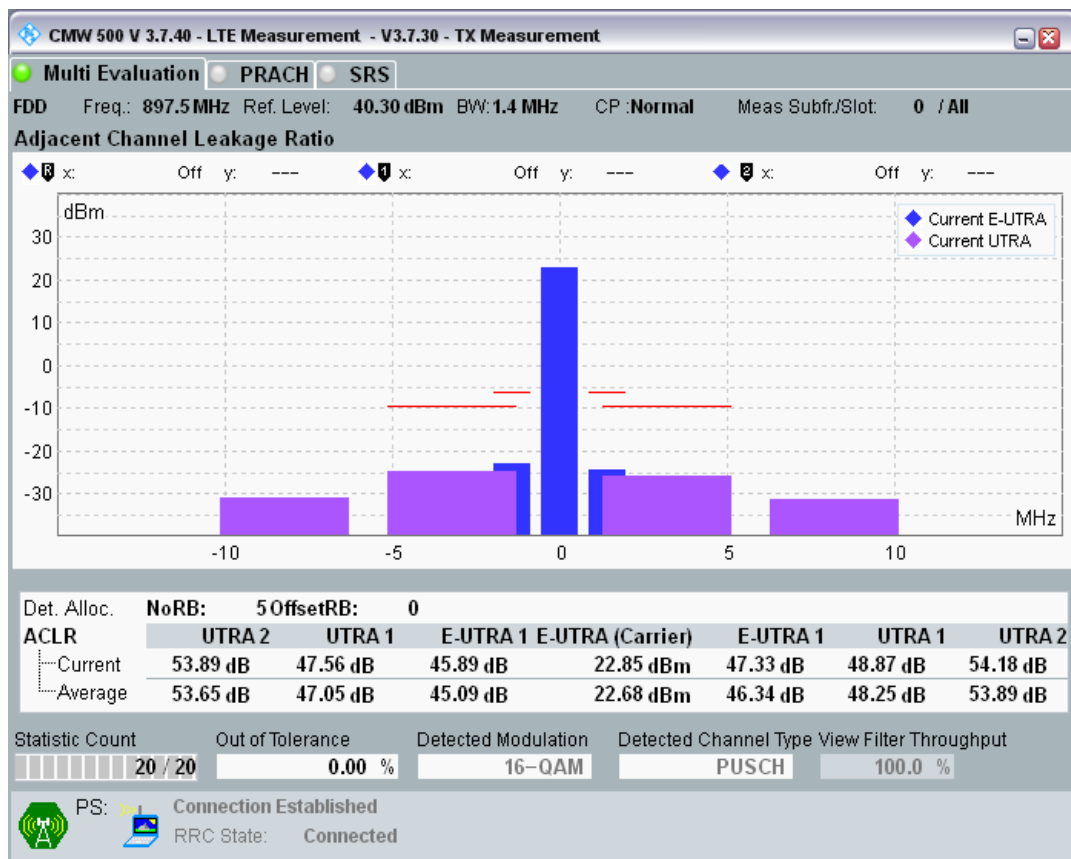 CMW 500 V 3.7.40 - LTE Measurement - V3.7.30 - TX Measurement
Multi Evaluation PRACH SRS
FDD Freq.: 897.5 MHz Ref. Level: 40.30 dBm BW: 1.4 MHz CP :Normal Meas Subfr./Slot: 0 / All
Adjacent Channel Leakage Ratio
R x: Off y: --- 1 x: Off y: --- 2 x: Off y: ---
dBm
Current E-UTRA
Current UTRA
30
20
10
0
-10
-20
-30
MHz
-10 -5 0 5 10
Det. Alloc. NoRB: 5 OffsetRB: 0
ACLR UTRA 2 UTRA 1 E-UTRA 1 E-UTRA (Carrier) E-UTRA 1 UTRA 1 UTRA 2
Current 53.89 dB 47.56 dB 45.89 dB 22.85 dBm 47.33 dB 48.87 dB 54.18 dB
Average 53.65 dB 47.05 dB 45.09 dB 22.68 dBm 46.34 dB 48.25 dB 53.89 dB
Statistic Count Out of Tolerance Detected Modulation Detected Channel Type View Filter Throughput
20 / 20 0.00 % 16-QAM PUSCH 100.0 %
PS: Connection Established
RRC State: Connected